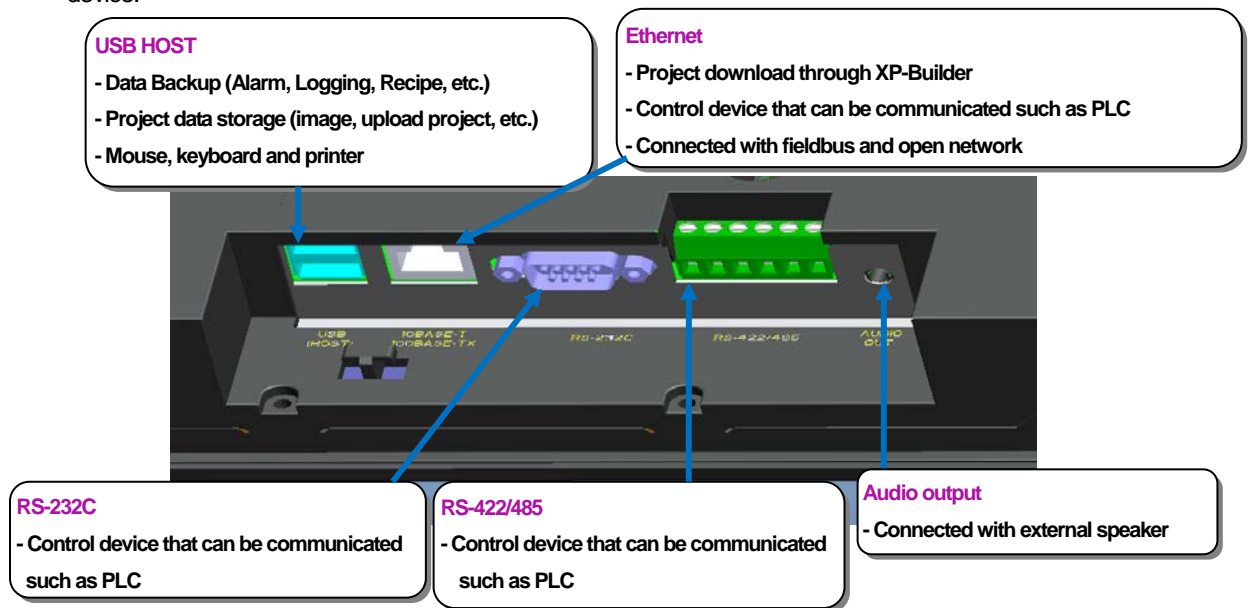 device.
USB HOST
- Data Backup (Alarm, Logging, Recipe, etc.)
- Project data storage (image, upload project, etc.)
- Mouse, keyboard and printer
Ethernet
- Project download through XP-Builder
- Control device that can be communicated such as PLC
- Connected with fieldbus and open network
USB
(HOST)
10BASE-T
100BASE-TX
RS-232C
RS-422/485
AUDIO
OUT
RS-232C
- Control device that can be communicated
such as PLC
RS-422/485
- Control device that can be communicated
such as PLC
Audio output
- Connected with external speaker